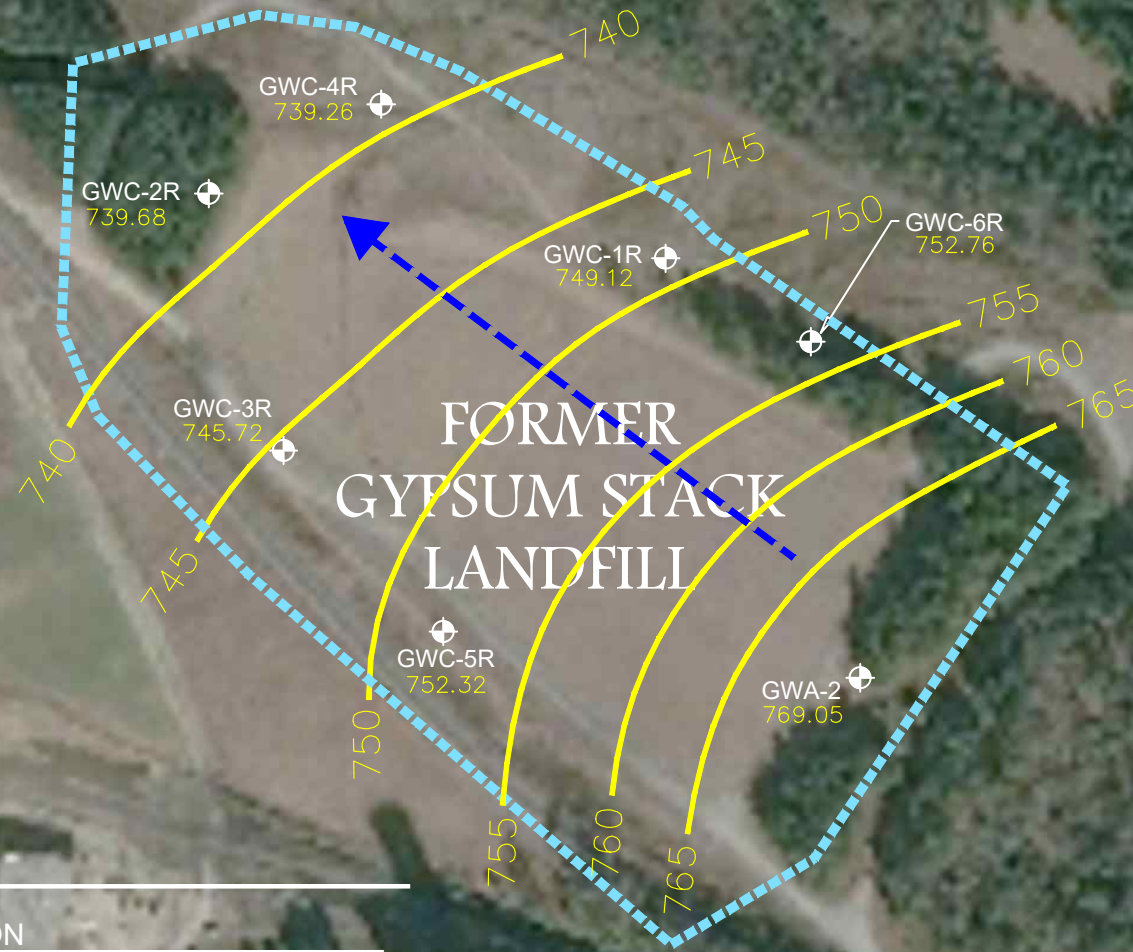 740
GWC-4R
739.26
745
GWC-2R
739.68
750
GWC-6R
752.76
GWC-1R
749.12
755
760
765
GWC-3R
745.72
FORMER
GYPSUM STACK
LANDFILL
740
745
GWC-5R
752.32
GWA-2
769.05
750
755
760
765
ON